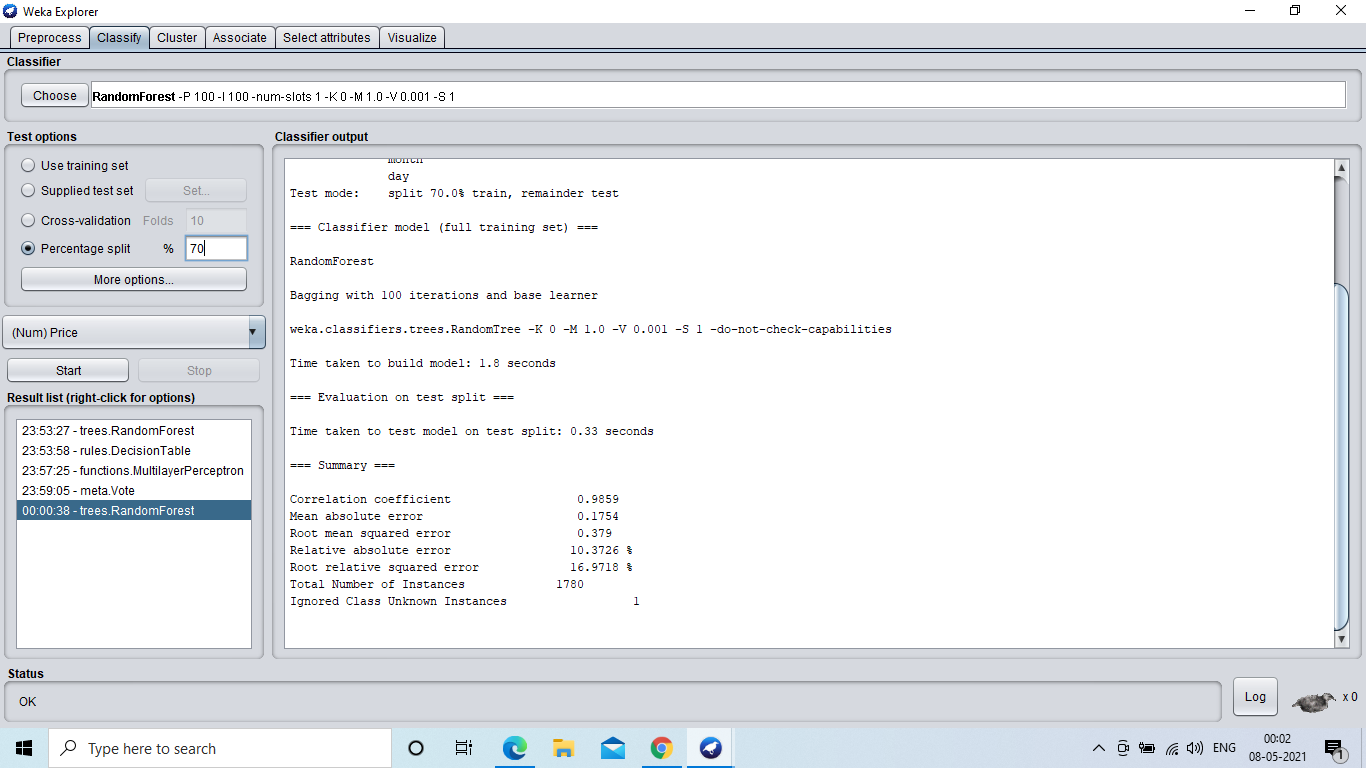 Weka Explorer
Preprocess Classify Cluster Associate Select attributes Visualize
Classifier
Choose RandomForest -P 100 -I 100 -num-slots 1 -K 0 -M 1.0 -V 0.001 -S 1
Test options
Use training set
Supplied test set Set...
Cross-validation Folds 10
Percentage split % 70
More options...
(Num) Price
Start Stop
Result list (right-click for options)
23:53:27 - trees.RandomForest
23:53:58 - rules.DecisionTable
23:57:25 - functions.MultilayerPerceptron
23:59:05 - meta.Vote
00:00:38 - trees.RandomForest
Classifier output
month
day
Test mode: split 70.0% train, remainder test
=== Classifier model (full training set) ===
RandomForest
Bagging with 100 iterations and base learner
weka.classifiers.trees.RandomTree -K 0 -M 1.0 -V 0.001 -S 1 -do-not-check-capabilities
Time taken to build model: 1.8 seconds
=== Evaluation on test split ===
Time taken to test model on test split: 0.33 seconds
=== Summary ===
Correlation coefficient 0.9859
Mean absolute error 0.1754
Root mean squared error 0.379
Relative absolute error 10.3726 %
Root relative squared error 16.9718 %
Total Number of Instances 1780
Ignored Class Unknown Instances 1
Status
OK
Log
x 0
Type here to search
ENG
00:02
08-05-2021
1